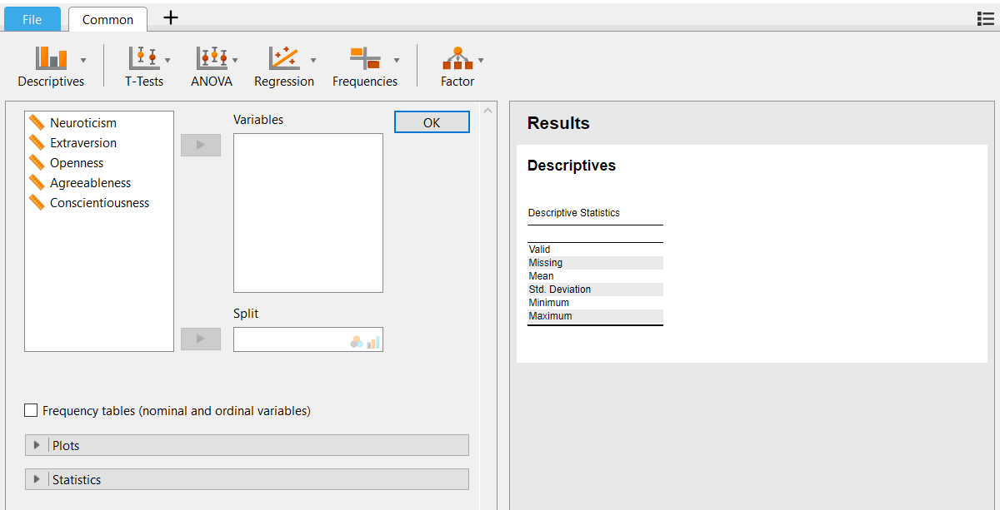 File
Common
Descriptives
T-Tests
ANOVA
Regression
Frequencies
Factor
Neuroticism
Extraversion
Openness
Agreeableness
Conscientiousness
Variables
OK
Split
Frequency tables (nominal and ordinal variables)
Plots
Statistics
Results
Descriptives
Descriptive Statistics
Valid
Missing
Mean
Std. Deviation
Minimum
Maximum